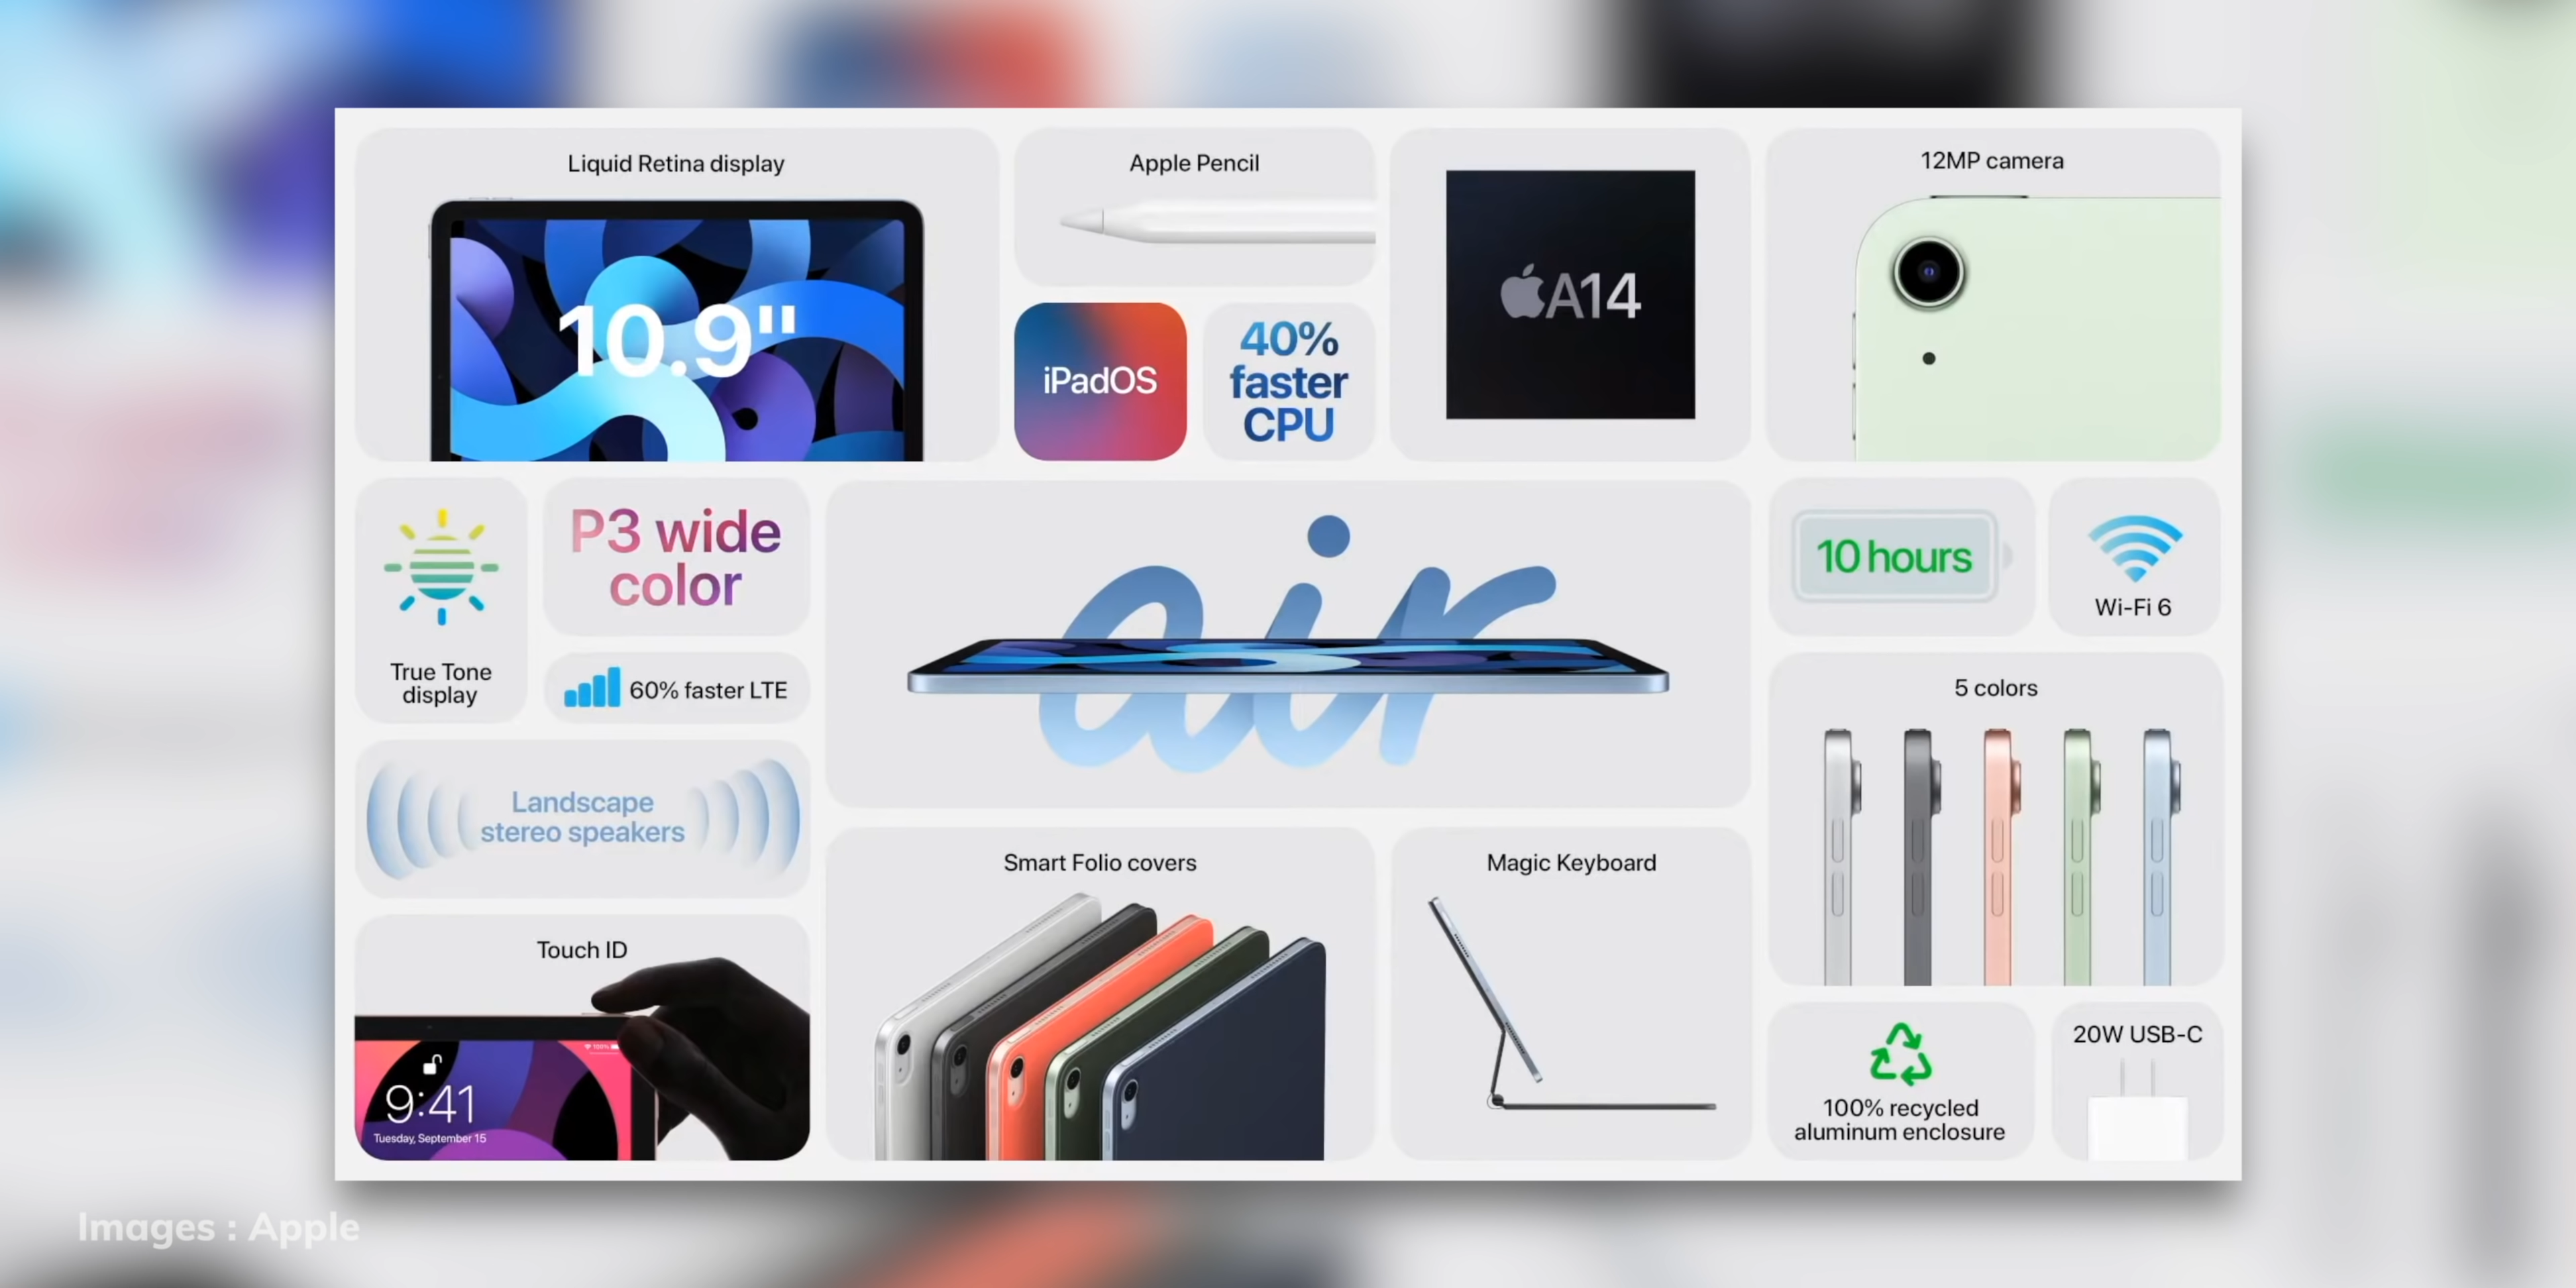 Liquid Retina display
10.9"
Apple Pencil
iPadOS
40%
faster
CPU
A14
12MP camera
True Tone
display
P3 wide
color
60% faster LTE
air
10 hours
Wi-Fi 6
5 colors
Landscape
stereo speakers
Touch ID
100%
9:41
Tuesday, September 15
Smart Folio covers
Magic Keyboard
100% recycled
aluminum enclosure
20W USB-C
Images : Apple